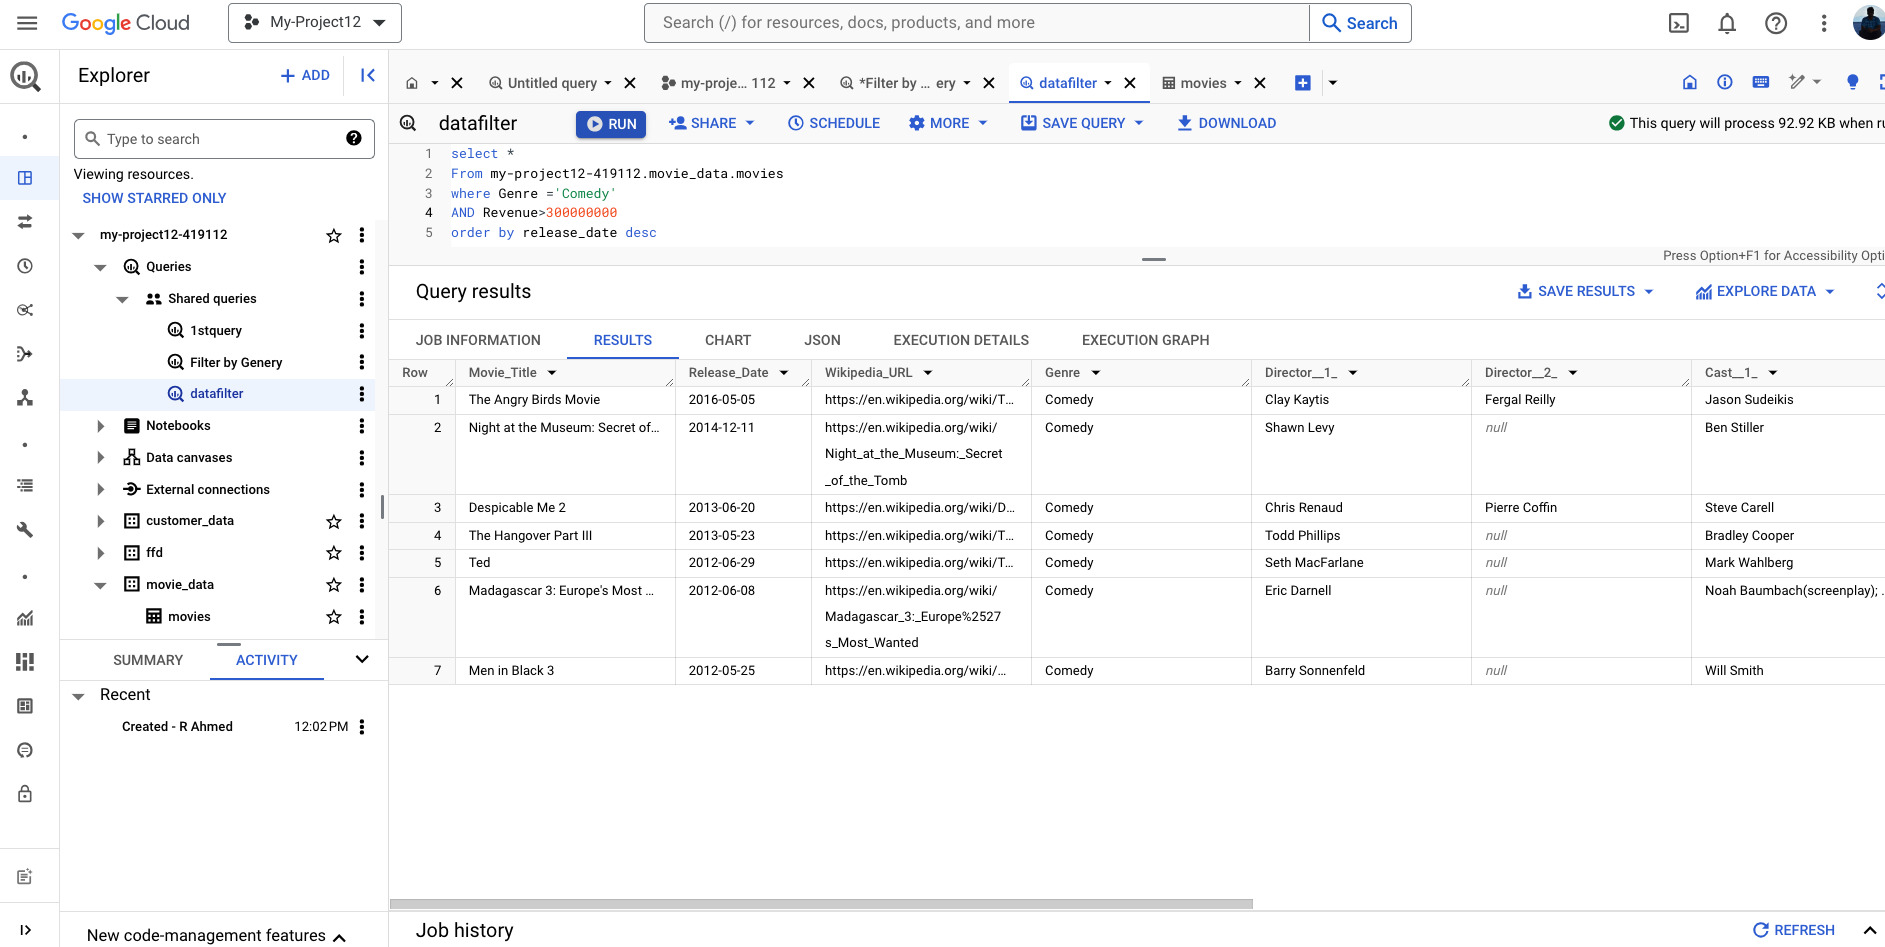 Google Cloud
My-Project12
Search (/) for resources, docs, products, and more
Search
Explorer
+ ADD
Type to search
Viewing resources.
SHOW STARRED ONLY
my-project12-419112
Queries
Shared queries
1stquery
Filter by Genery
datafilter
Notebooks
Data canvases
External connections
customer_data
ffd
movie_data
movies
SUMMARY
ACTIVITY
Recent
Created - R Ahmed 12:02 PM
New code-management features
Untitled query
my-proje... 112
*Filter by ... ery
datafilter
movies
datafilter
RUN
SHARE
SCHEDULE
MORE
SAVE QUERY
DOWNLOAD
This query will process 92.92 KB when
1 select *
2 From my-project12-419112.movie_data.movies
3 where Genre ='Comedy'
4 AND Revenue>300000000
5 order by release_date desc
Press Option+F1 for Accessibility
Query results
SAVE RESULTS
EXPLORE DATA
JOB INFORMATION RESULTS CHART JSON EXECUTION DETAILS EXECUTION GRAPH
Row Movie_Title Release_Date Wikipedia_URL Genre Director__1_ Director__2_ Cast__1_
1 The Angry Birds Movie 2016-05-05 https://en.wikipedia.org/wiki/T... Comedy Clay Kaytis Fergal Reilly Jason Sudeikis
2 Night at the Museum: Secret of... 2014-12-11 https://en.wikipedia.org/wiki/ Comedy Shawn Levy null Ben Stiller
Night_at_the_Museum:_Secret
_of_the_Tomb
3 Despicable Me 2 2013-06-20 https://en.wikipedia.org/wiki/D... Comedy Chris Renaud Pierre Coffin Steve Carell
4 The Hangover Part III 2013-05-23 https://en.wikipedia.org/wiki/T... Comedy Todd Phillips null Bradley Cooper
5 Ted 2012-06-29 https://en.wikipedia.org/wiki/T... Comedy Seth MacFarlane null Mark Wahlberg
6 Madagascar 3: Europe's Most ... 2012-06-08 https://en.wikipedia.org/wiki/ Comedy Eric Darnell null Noah Baumbach(screenplay); .
Madagascar_3:_Europe%2527
s_Most_Wanted
7 Men in Black 3 2012-05-25 https://en.wikipedia.org/wiki/... Comedy Barry Sonnenfeld null Will Smith
Job history
REFRESH